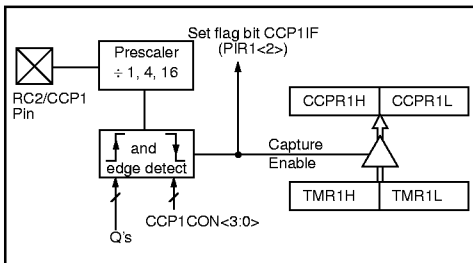 Set flag bit CCP1IF
(PIR1<2>)
Prescaler
÷ 1, 4, 16
RC2/CCP1
Pin
CCPR1H CCPR1L
and
edge detect
Capture
Enable
TMR1H TMR1L
CCP1CON<3:0>
Q's